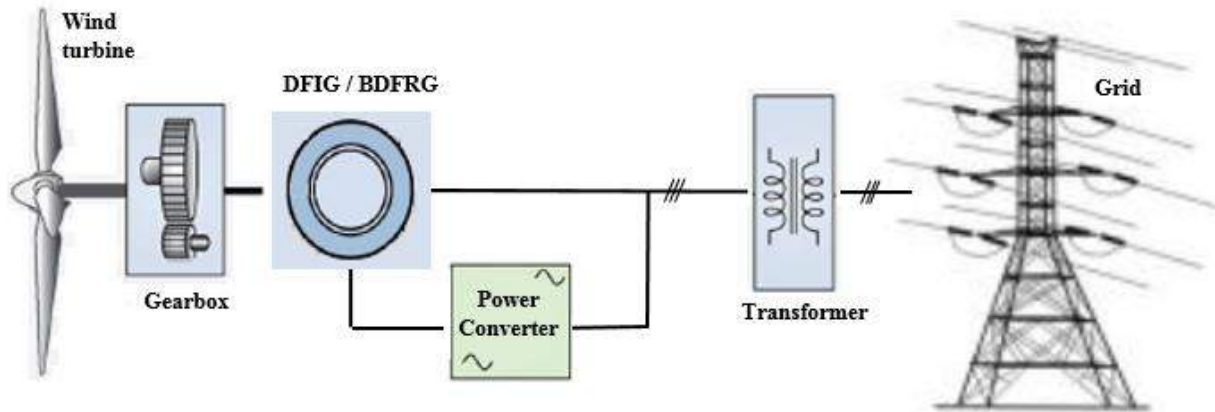 Wind
turbine
DFIG / BDFRG
Grid
Gearbox
Power
Converter
Transformer